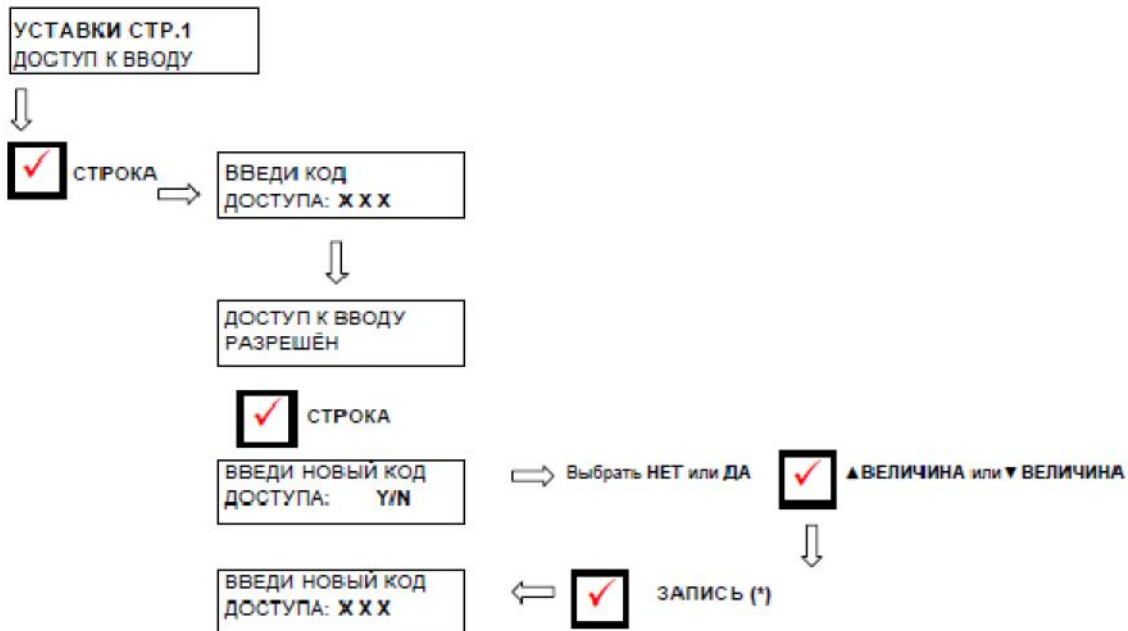 УСТАВКИ СТР.1
ДОСТУП К ВВОДУ
СТРОКА
ВВЕДИ КОД
ДОСТУПА: X X X
ДОСТУП К ВВОДУ
РАЗРЕШЁН
СТРОКА
ВВЕДИ НОВЫЙ КОД
ДОСТУПА: Y/N
Выбрать НЕТ или ДА
▲ВЕЛИЧИНА или ▼ ВЕЛИЧИНА
ЗАПИСЬ (*)
ВВЕДИ НОВЫЙ КОД
ДОСТУПА: X X X